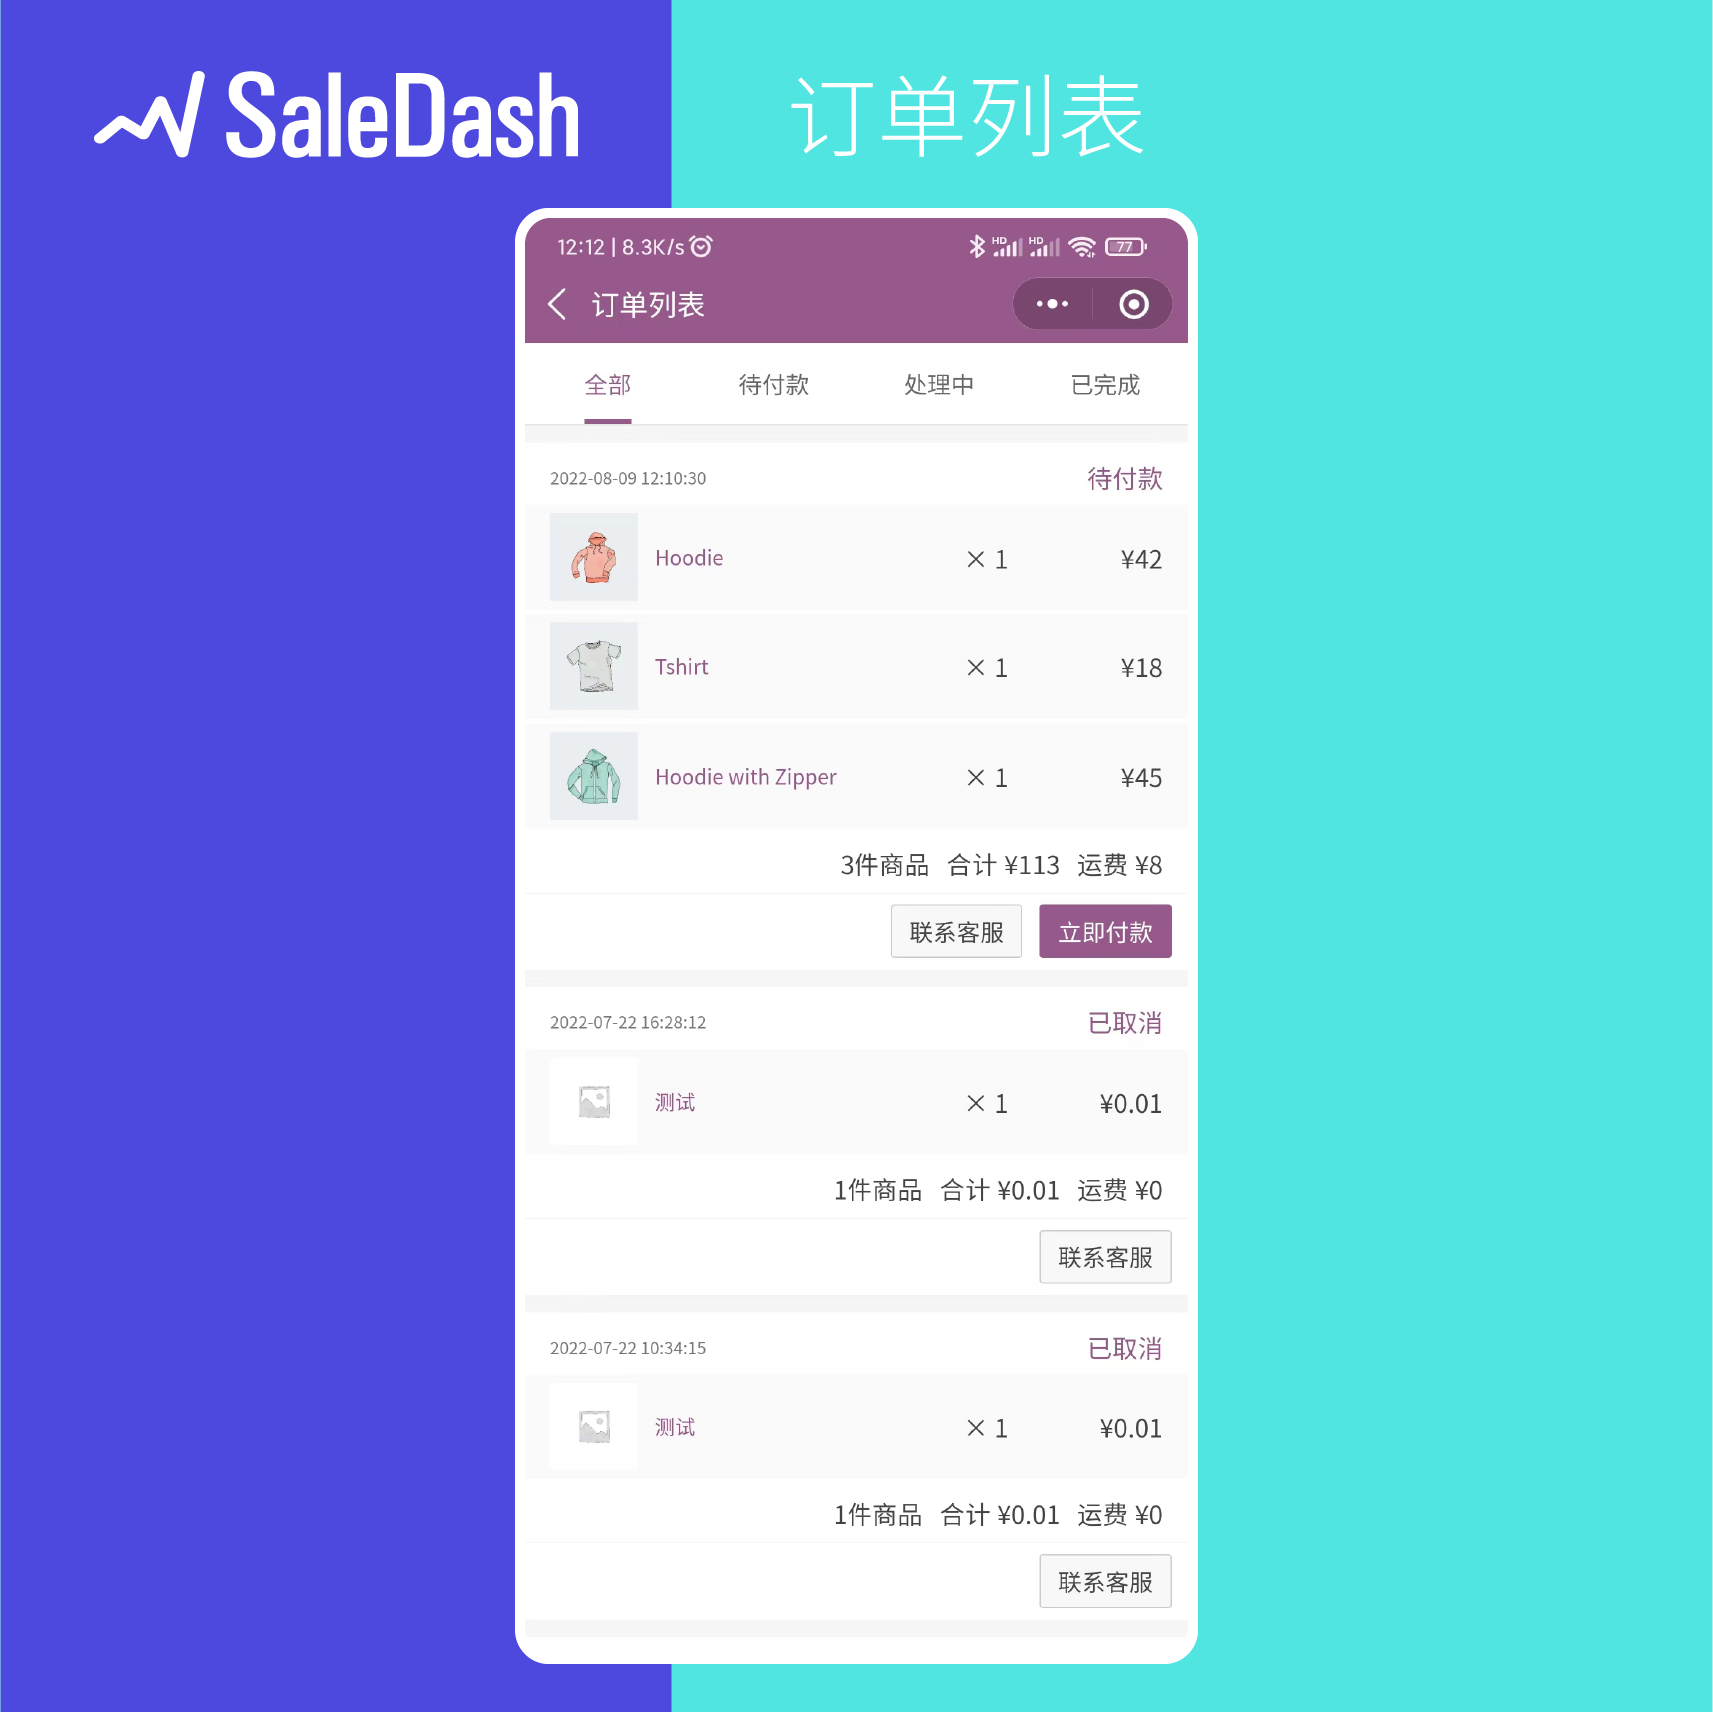 SaleDash
订单列表
12:12 | 8.3K/s
HD HD 77
订单列表
全部 待付款 处理中 已完成
2022-08-09 12:10:30 待付款
Hoodie × 1 ¥42
Tshirt × 1 ¥18
Hoodie with Zipper × 1 ¥45
3件商品 合计 ¥113 运费 ¥8
联系客服 立即付款
2022-07-22 16:28:12 已取消
测试 × 1 ¥0.01
1件商品 合计 ¥0.01 运费 ¥0
联系客服
2022-07-22 10:34:15 已取消
测试 × 1 ¥0.01
1件商品 合计 ¥0.01 运费 ¥0
联系客服